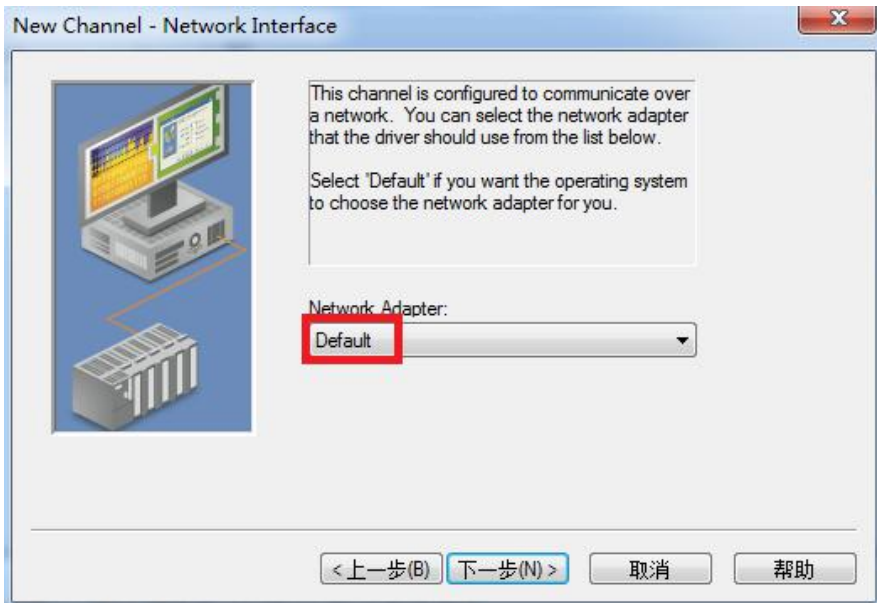 New Channel - Network Interface
This channel is configured to communicate over
a network. You can select the network adapter
that the driver should use from the list below.
Select 'Default' if you want the operating system
to choose the network adapter for you.
Network Adapter:
Default
<上一步(B) 下一步(N)> 取消 帮助